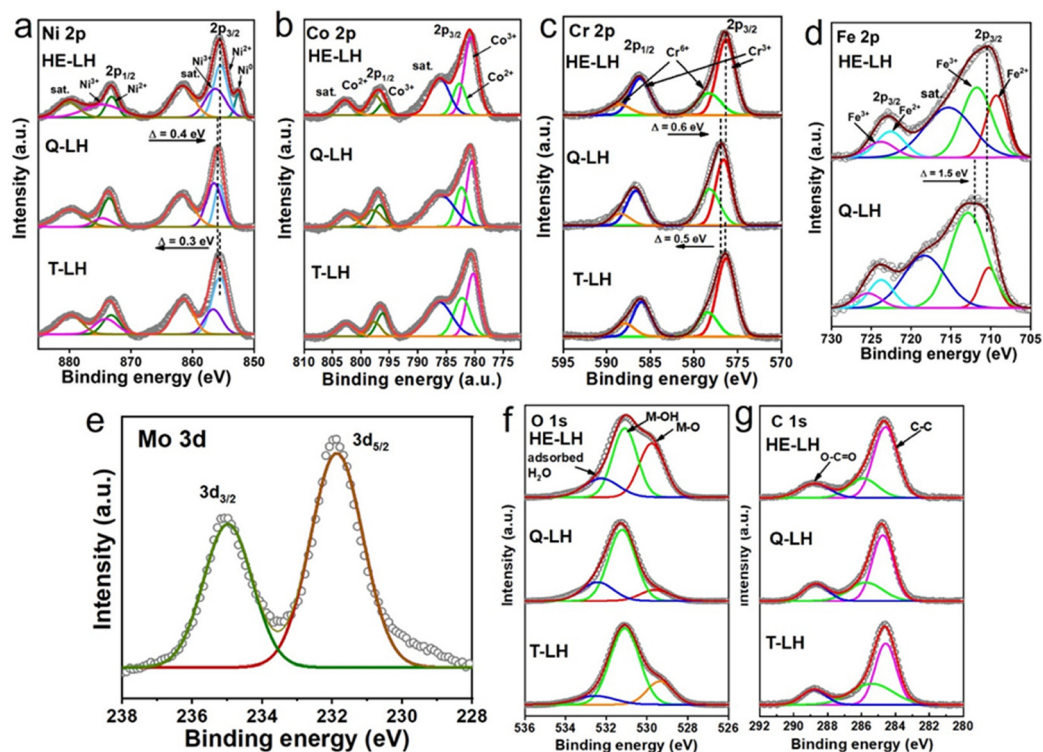 a
Ni 2p
HE-LH
2p3/2
Ni3+
Ni2+
Ni0
sat.
Ni3+
2p1/2
Ni2+
sat.
Δ = 0.4 eV
Q-LH
Δ = 0.3 eV
T-LH
Intensity (a.u.)
880 870 860 850
Binding energy (eV)
b
Co 2p
HE-LH
2p3/2
Co3+
Co2+
2p1/2
Co2+
Co3+
sat.
sat.
Q-LH
T-LH
Intensity (a.u.)
810 800 795 790 780
Binding energy (a.u.)
c
Cr 2p
HE-LH
2p3/2
2p1/2
Cr6+
Cr3+
Δ = 0.6 eV
Q-LH
Δ = 0.5 eV
T-LH
Intensity (a.u.)
595 590 585 580 575 570
Binding energy (eV)
d
Fe 2p
HE-LH
2p3/2
Fe3+
Fe2+
sat.
2p3/2
Fe3+
Fe2+
Δ = 1.5 eV
Q-LH
Intensity (a.u.)
730 725 720 715 710 705
Binding energy (eV)
e
Mo 3d
3d5/2
3d3/2
Intensity (a.u.)
238 236 234 232 230 228
Binding energy (eV)
f
O 1s
HE-LH
M-OH
M-O
adsorbed
H2O
Q-LH
T-LH
Intensity (a.u.)
536 534 532 530 528 526
Binding energy (eV)
g
C 1s
HE-LH
C-C
O-C=O
Q-LH
T-LH
Intensity (a.u.)
292 290 288 286 284 282 280
Binding energy (eV)